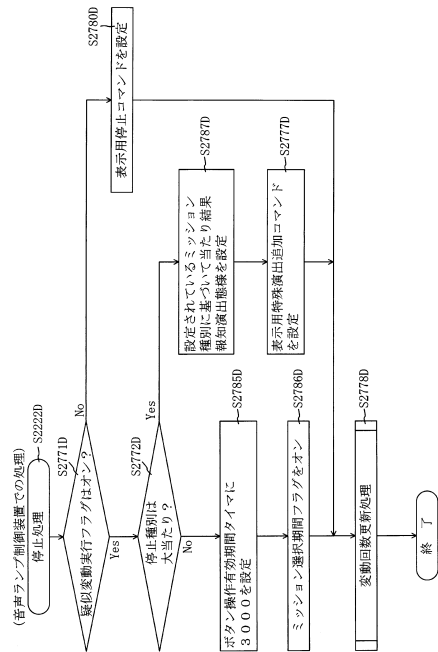 (音声ランプ制御装置での処理)
停止処理
S2222D
疑似変動実行フラグはオン?
S2771D
No
Yes
表示用停止コマンドを設定
S2780D
停止種別は
大当たり?
S2772D
Yes
No
設定されているミッション
種別に基づいて当たり結果
報知演出態様を設定
S2787D
表示用特殊演出追加コマンド
を設定
S2777D
ボタン操作有効期間タイマに
3000を設定
S2785D
ミッション選択期間フラグをオン
S2786D
変動回数更新処理
S2778D
終了